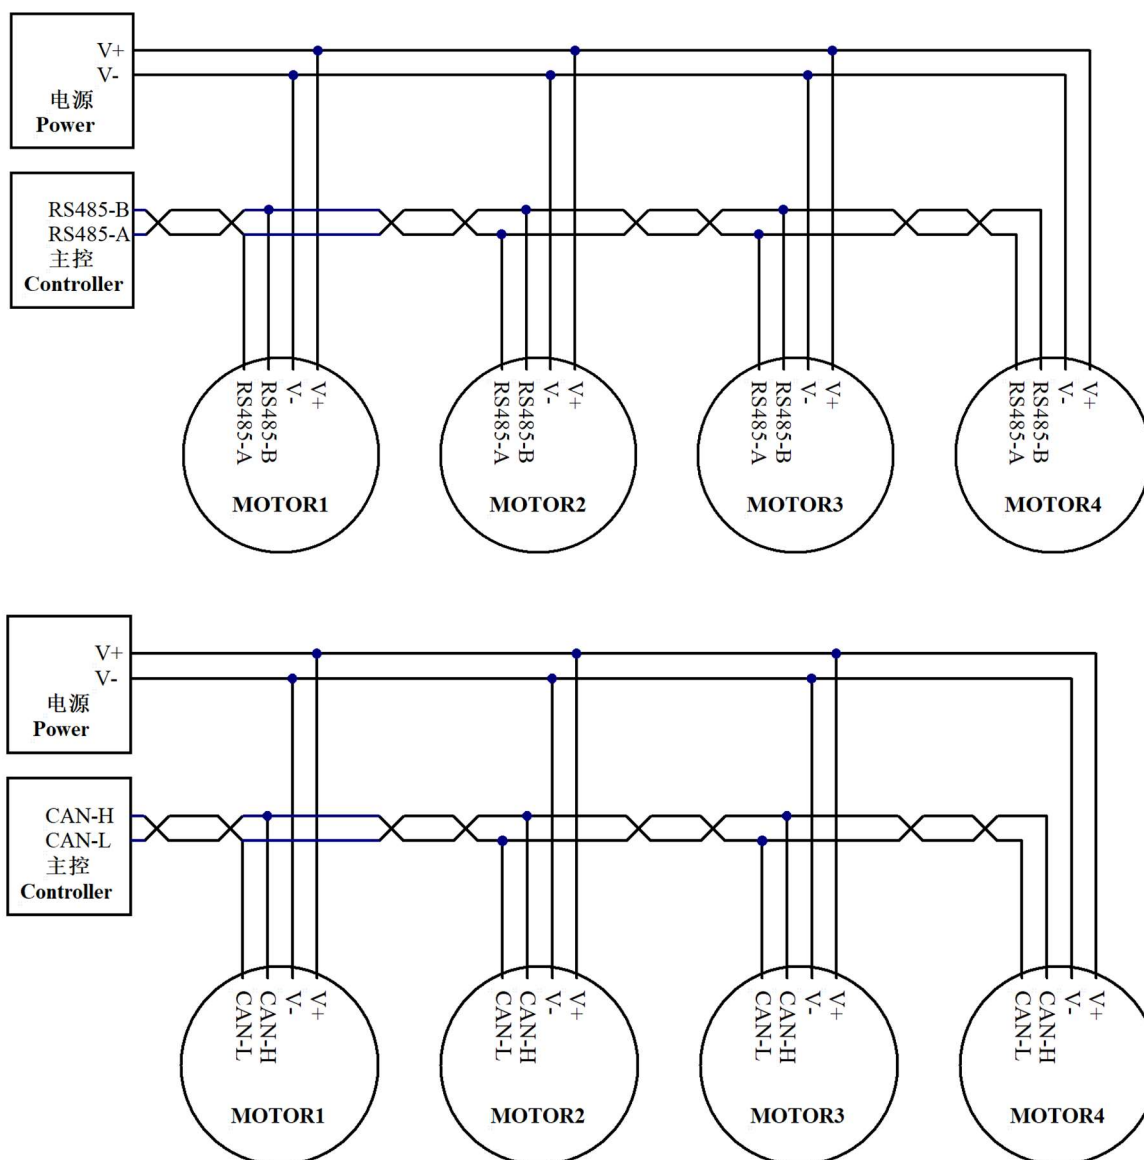 V+
V-
电源
Power
RS485-B
RS485-A
主控
Controller
RS485-A
RS485-B
V-
V+
MOTOR1
RS485-A
RS485-B
V-
V+
MOTOR2
RS485-A
RS485-B
V-
V+
MOTOR3
RS485-A
RS485-B
V-
V+
MOTOR4
V+
V-
电源
Power
CAN-H
CAN-L
主控
Controller
CAN-L
CAN-H
V-
V+
MOTOR1
CAN-L
CAN-H
V-
V+
MOTOR2
CAN-L
CAN-H
V-
V+
MOTOR3
CAN-L
CAN-H
V-
V+
MOTOR4